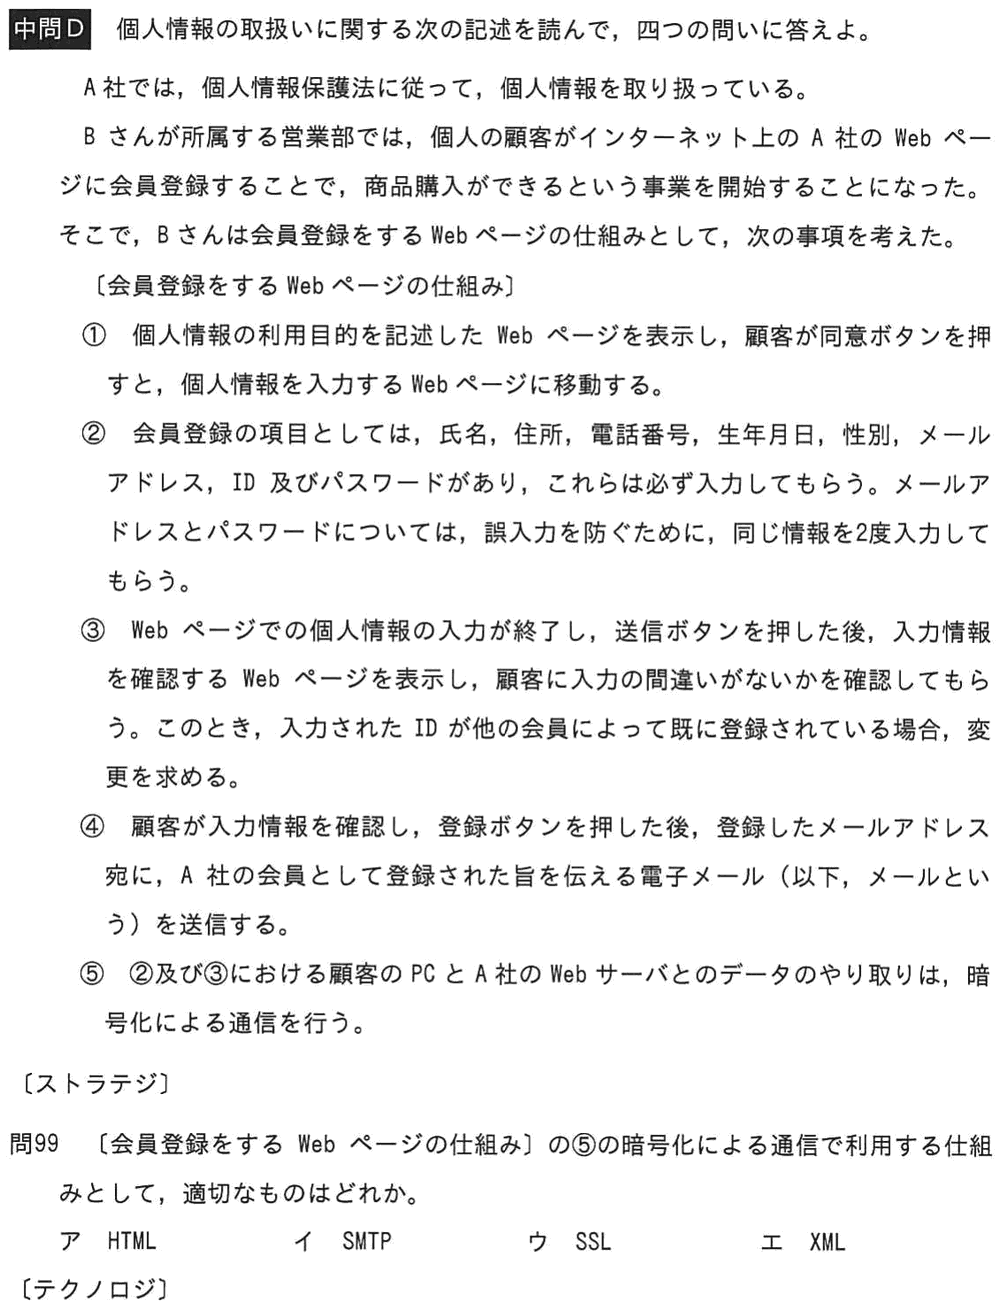 中問D 個人情報の取扱いに関する次の記述を読んで，四つの問いに答えよ。
A社では，個人情報保護法に従って，個人情報を取り扱っている。
Bさんが所属する営業部では，個人の顧客がインターネット上のA社のWebペー
ジに会員登録することで，商品購入ができるという事業を開始することになった。
そこで，Bさんは会員登録をするWebページの仕組みとして，次の事項を考えた。
〔会員登録をするWebページの仕組み〕
① 個人情報の利用目的を記述したWebページを表示し，顧客が同意ボタンを押
すと，個人情報を入力するWebページに移動する。
② 会員登録の項目としては，氏名，住所，電話番号，生年月日，性別，メール
アドレス，ID及びパスワードがあり，これらは必ず入力してもらう。メールア
ドレスとパスワードについては，誤入力を防ぐために，同じ情報を2度入力して
もらう。
③ Webページでの個人情報の入力が終了し，送信ボタンを押した後，入力情報
を確認するWebページを表示し，顧客に入力の間違いがないかを確認してもら
う。このとき，入力されたIDが他の会員によって既に登録されている場合，変
更を求める。
④ 顧客が入力情報を確認し，登録ボタンを押した後，登録したメールアドレス
宛に，A社の会員として登録された旨を伝える電子メール（以下，メールとい
う）を送信する。
⑤ ②及び③における顧客のPCとA社のWebサーバとのデータのやり取りは，暗
号化による通信を行う。
〔ストラテジ〕
問99 〔会員登録をするWebページの仕組み〕の⑤の暗号化による通信で利用する仕組
みとして，適切なものはどれか。
ア HTML イ SMTP ウ SSL エ XML
〔テクノロジ〕